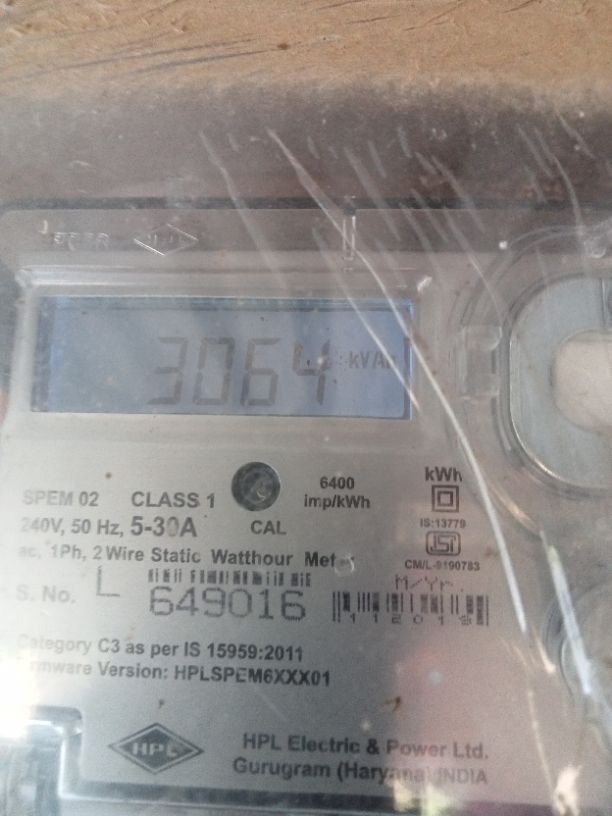 HPL
3064 kVAr
SPEM 02 CLASS 1 6400 imp/kWh kWh
240V, 50 Hz, 5-30A CAL IS:13779
ac, 1Ph, 2 Wire Static Watthour Meter
CM/L-9190783
M/Yr.
S. No. L 649016
Category C3 as per IS 15959:2011
Firmware Version: HPLSPEM6XXX01
HPL
HPL Electric & Power Ltd.
Gurugram (Haryana) INDIA